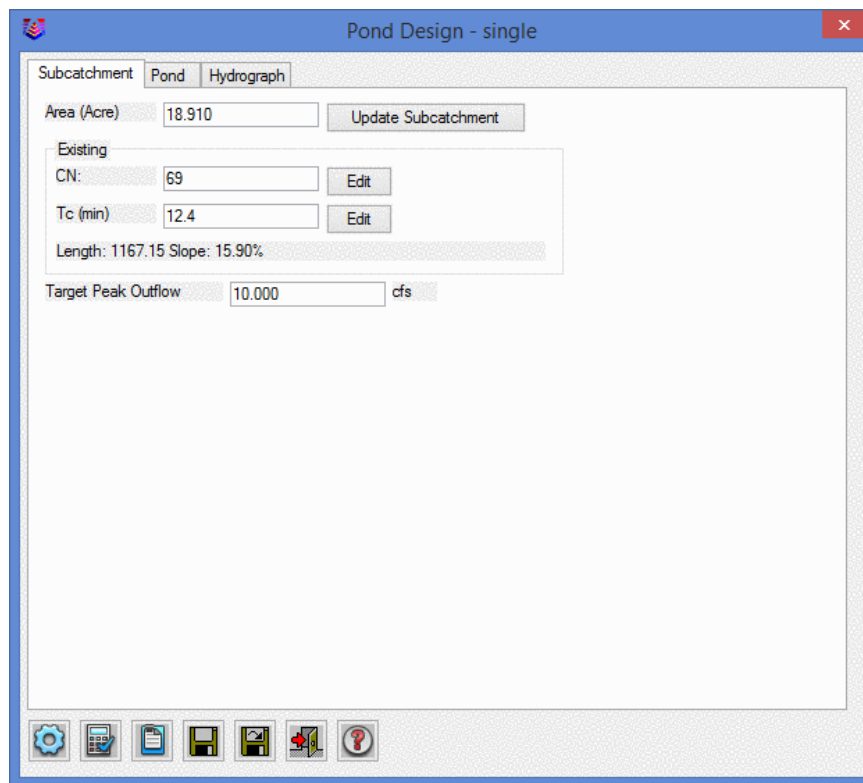 Pond Design - single
Subcatchment Pond Hydrograph
Area (Acre) 18.910 Update Subcatchment
Existing
CN: 69 Edit
Tc (min) 12.4 Edit
Length: 1167.15 Slope: 15.90%
Target Peak Outflow 10.000 cfs